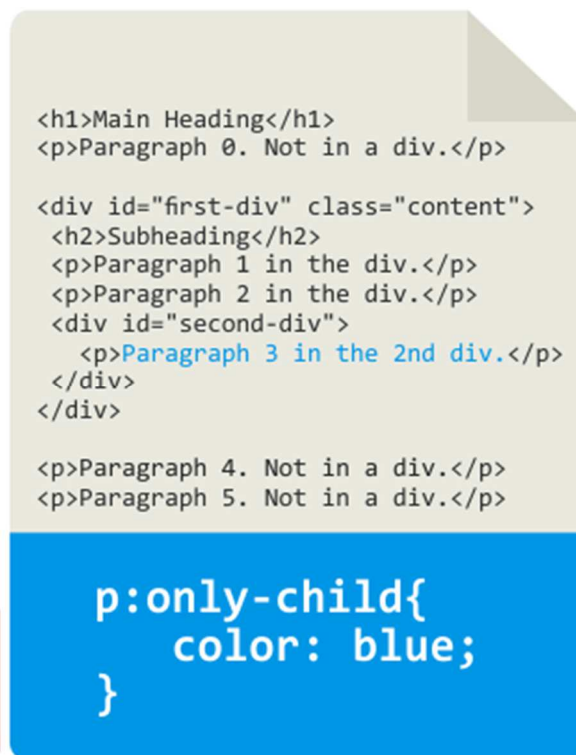 <h1>Main Heading</h1>
<p>Paragraph 0. Not in a div.</p>
<div id="first-div" class="content">
<h2>Subheading</h2>
<p>Paragraph 1 in the div.</p>
<p>Paragraph 2 in the div.</p>
<div id="second-div">
<p>Paragraph 3 in the 2nd div.</p>
</div>
</div>
<p>Paragraph 4. Not in a div.</p>
<p>Paragraph 5. Not in a div.</p>
p:only-child{
color: blue;
}